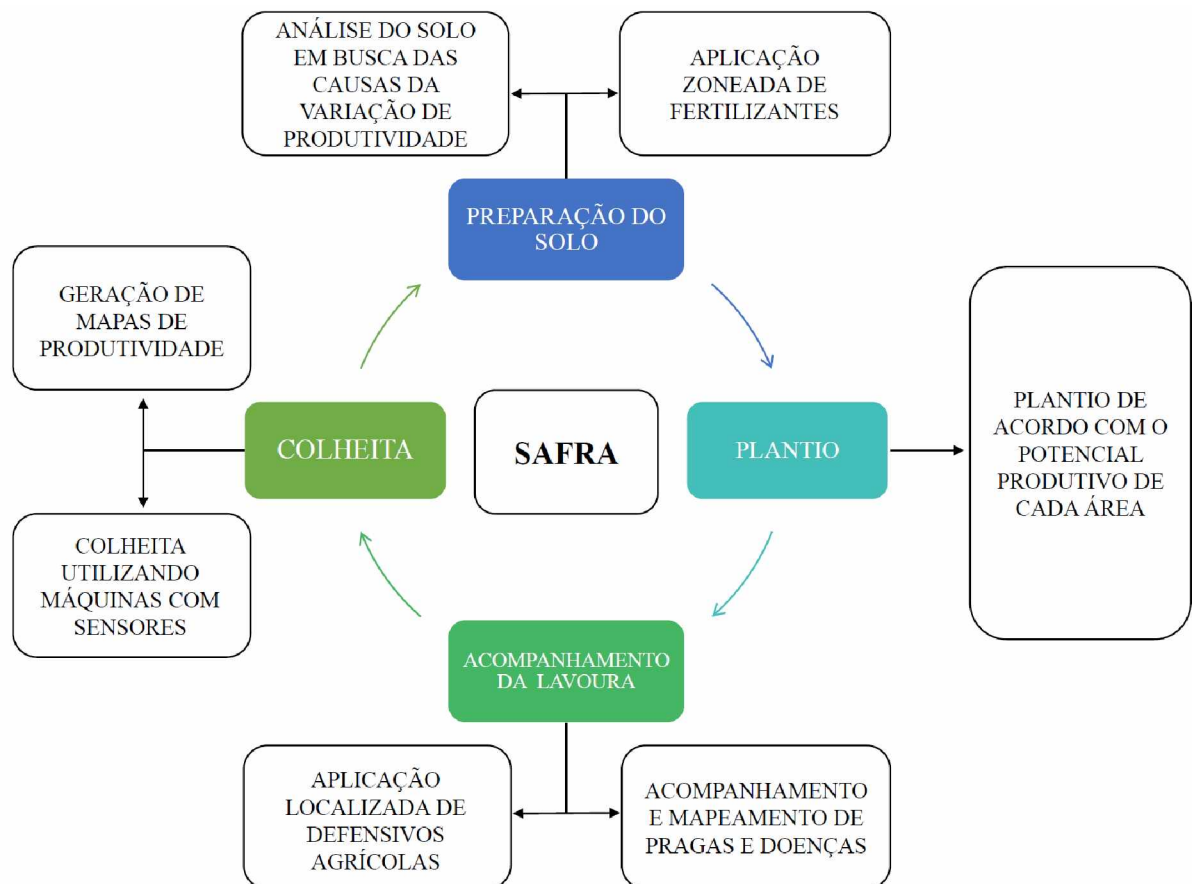 ANÁLISE DO SOLO
EM BUSCA DAS
CAUSAS DA
VARIAÇÃO DE
PRODUTIVIDADE
APLICAÇÃO
ZONEADA DE
FERTILIZANTES
PREPARAÇÃO DO
SOLO
GERAÇÃO DE
MAPAS DE
PRODUTIVIDADE
COLHEITA
SAFRA
PLANTIO
PLANTIO DE
ACORDO COM O
POTENCIAL
PRODUTIVO DE
CADA ÁREA
COLHEITA
UTILIZANDO
MÁQUINAS COM
SENSORES
ACOMPANHAMENTO
DA LAVOURA
APLICAÇÃO
LOCALIZADA DE
DEFENSIVOS
AGRÍCOLAS
ACOMPANHAMENTO
E MAPEAMENTO DE
PRAGAS E DOENÇAS